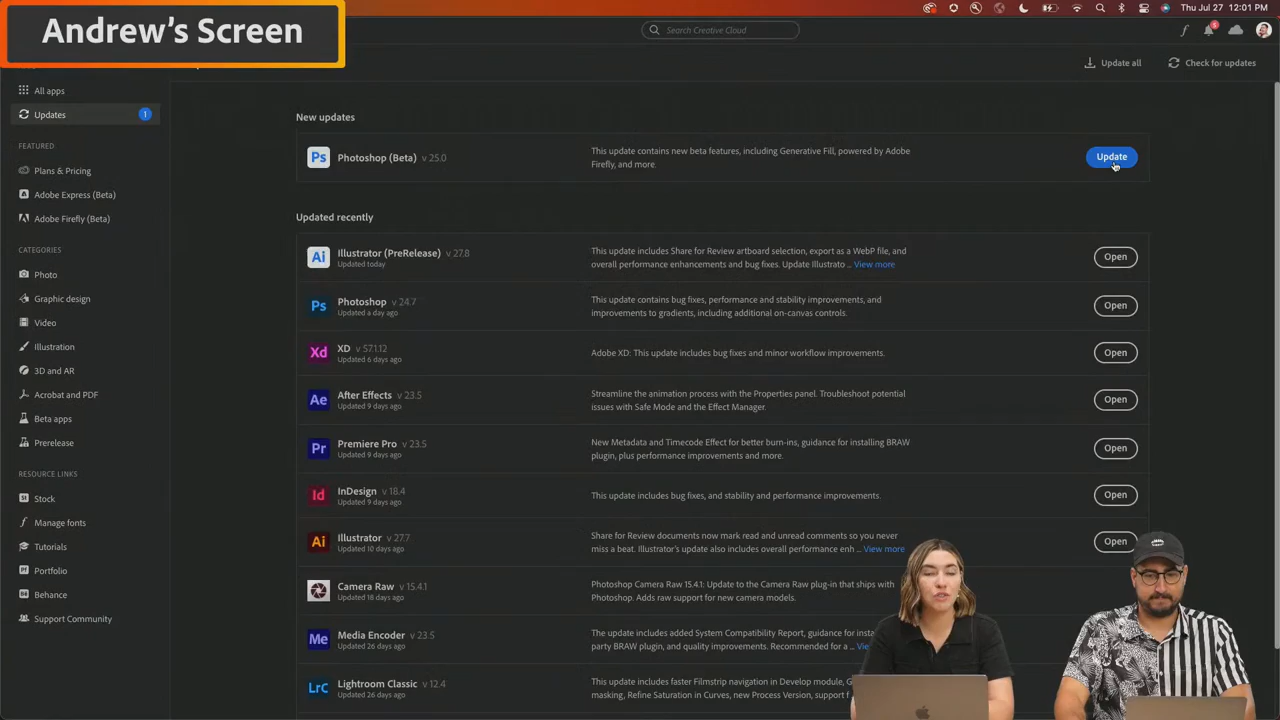 Andrew's Screen
Thu Jul 27 12:01 PM
Search Creative Cloud
6
Update all
Check for updates
All apps
Updates
1
FEATURED
Plans & Pricing
Adobe Express (Beta)
Adobe Firefly (Beta)
CATEGORIES
Photo
Graphic design
Video
Illustration
3D and AR
Acrobat and PDF
Beta apps
Prerelease
RESOURCE LINKS
Stock
Manage fonts
Tutorials
Portfolio
Behance
Support Community
New updates
Ps
Photoshop (Beta) v 25.0
This update contains new beta features, including Generative Fill, powered by Adobe
Firefly, and more.
Update
Updated recently
Ai
Illustrator (PreRelease) v 27.8
Updated today
This update includes Share for Review artboard selection, export as a WebP file, and
overall performance enhancements and bug fixes. Update Illustrato ... View more
Open
Ps
Photoshop v 24.7
Updated a day ago
This update contains bug fixes, performance and stability improvements, and
improvements to gradients, including additional on-canvas controls.
Open
Xd
XD v 57.1.12
Updated 6 days ago
Adobe XD: This update includes bug fixes and minor workflow improvements.
Open
Ae
After Effects v 23.5
Updated 9 days ago
Streamline the animation process with the Properties panel. Troubleshoot potential
issues with Safe Mode and the Effect Manager.
Open
Pr
Premiere Pro v 23.5
Updated 9 days ago
New Metadata and Timecode Effect for better burn-ins, guidance for installing BRAW
plugin, plus performance improvements and more.
Open
Id
InDesign v 18.4
Updated 9 days ago
This update includes bug fixes, and stability and performance improvements.
Open
Ai
Illustrator v 27.7
Updated 10 days ago
Share for Review documents now mark read and unread comments so you never
miss a beat. Illustrator's update also includes overall performance enh ... View more
Open
Camera Raw v 15.4.1
Updated 18 days ago
Photoshop Camera Raw 15.4.1: Update to the Camera Raw plug-in that ships with
Photoshop. Adds raw support for new camera models.
Me
Media Encoder v 23.5
Updated 26 days ago
The update includes added System Compatibility Report, guidance for insta
party BRAW plugin, and quality improvements. Recommended for a ... Vie
LrC
Lightroom Classic v 12.4
Updated 26 days ago
This update includes faster Filmstrip navigation in Develop module, G
masking, Refine Saturation in Curves, new Process Version, support f